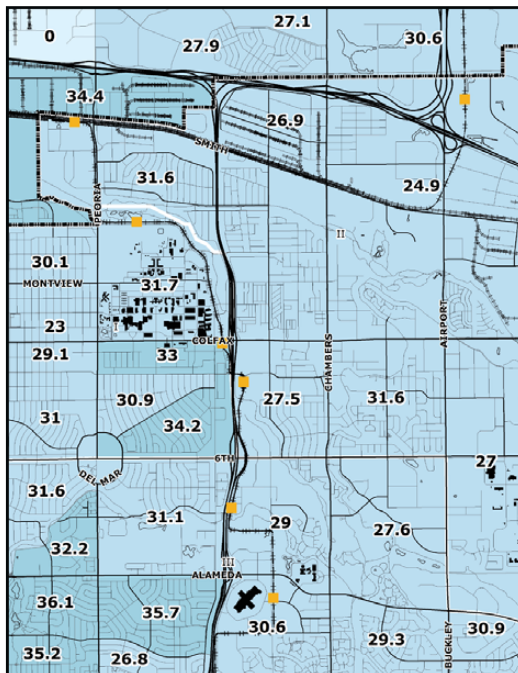 27.1
0
27.9
30.6
34.4
26.9
SMITH
31.6
24.9
PEORIA
II
30.1
MONTVIEW
31.7
23
I
COLFAX
29.1
33
CHAMBERS
AIRPORT
30.9
27.5
31.6
31
34.2
6TH
27
DEL MAR
31.6
31.1
29
27.6
32.2
III
ALAMEDA
36.1
35.7
30.6
29.3
30.9
BUCKLEY
35.2
26.8